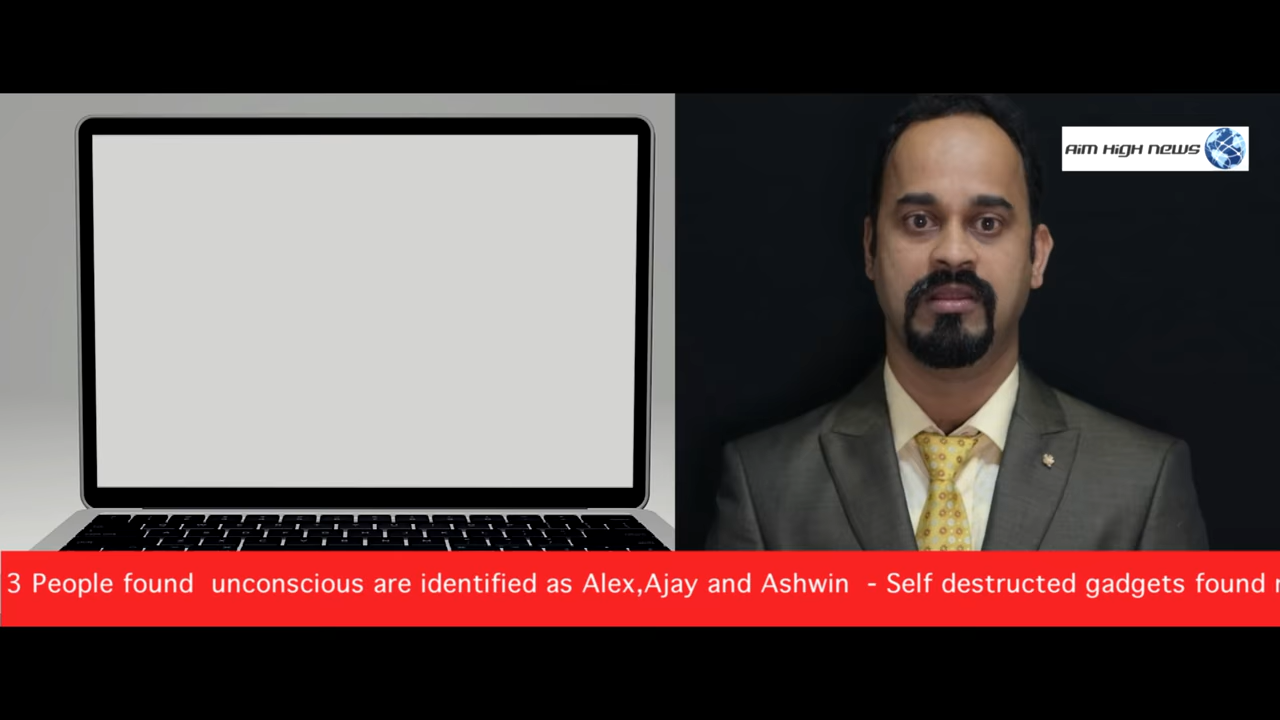 Aim High News
3 People found  unconscious are identified as Alex,Ajay and Ashwin  - Self destructed gadgets found